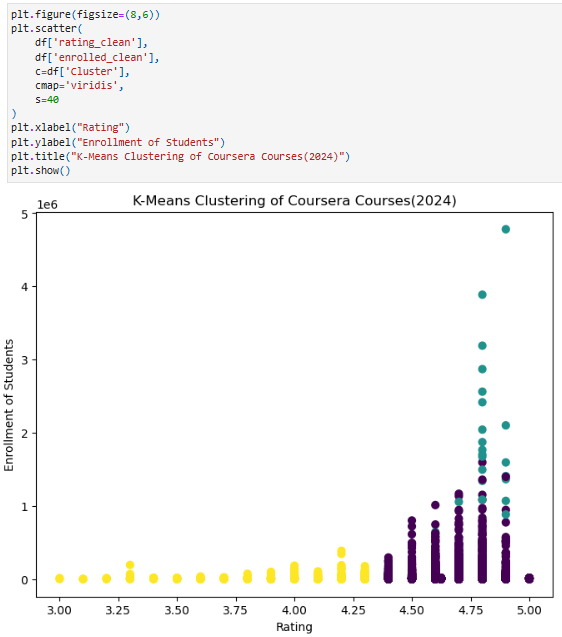 plt.figure(figsize=(8,6))
plt.scatter(
    df['rating_clean'],
    df['enrolled_clean'],
    c=df['Cluster'],
    cmap='viridis',
    s=40
)
plt.xlabel("Rating")
plt.ylabel("Enrollment of Students")
plt.title("K-Means Clustering of Coursera Courses(2024)")
plt.show()
K-Means Clustering of Coursera Courses(2024)
1e6
5
4
3
2
1
0
Enrollment of Students
3.00 3.25 3.50 3.75 4.00 4.25 4.50 4.75 5.00
Rating